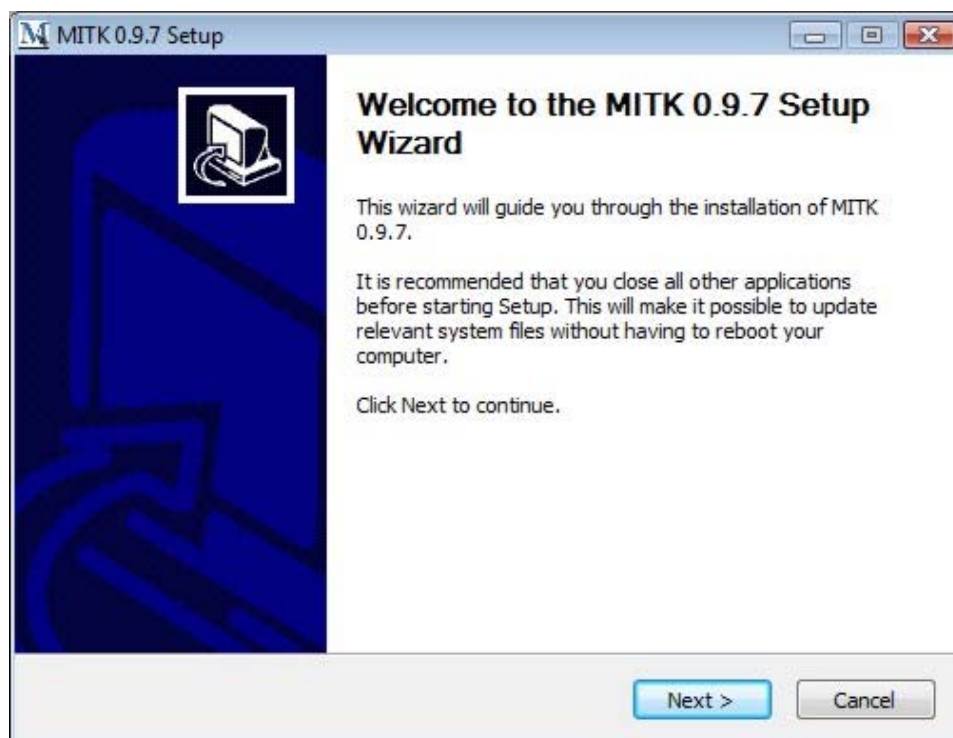 MITK 0.9.7 Setup
Welcome to the MITK 0.9.7 Setup
Wizard
This wizard will guide you through the installation of MITK
0.9.7.
It is recommended that you close all other applications
before starting Setup. This will make it possible to update
relevant system files without having to reboot your
computer.
Click Next to continue.
Next >
Cancel